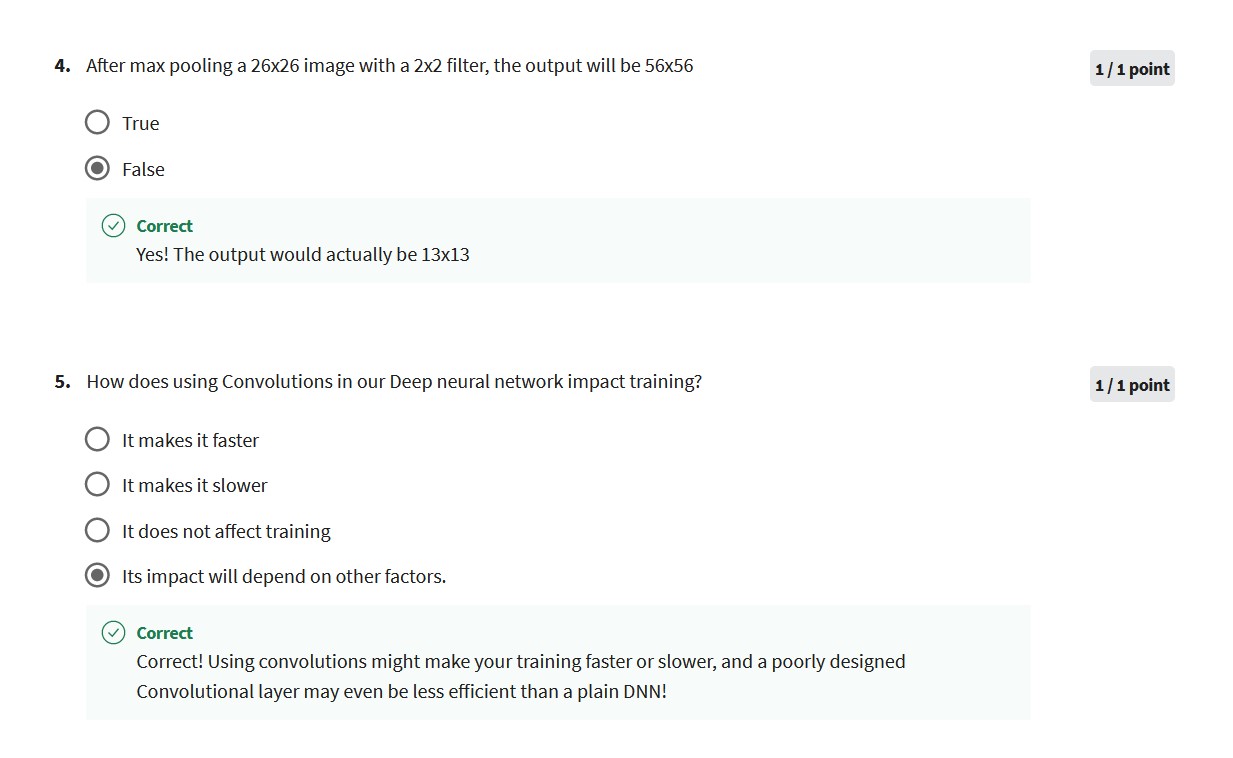 4. After max pooling a 26x26 image with a 2x2 filter, the output will be 56x56
1 / 1 point
True
False
Correct
Yes! The output would actually be 13x13
5. How does using Convolutions in our Deep neural network impact training?
1 / 1 point
It makes it faster
It makes it slower
It does not affect training
Its impact will depend on other factors.
Correct
Correct! Using convolutions might make your training faster or slower, and a poorly designed
Convolutional layer may even be less efficient than a plain DNN!